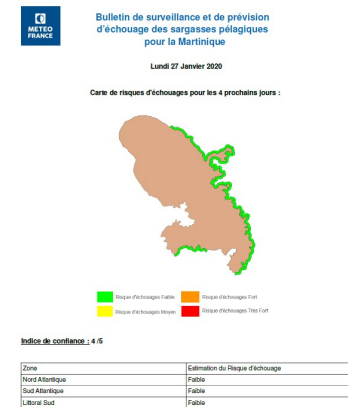 METEO
FRANCE
Bulletin de surveillance et de prévision
d'échouage des sargasses pélagiques
pour la Martinique
Lundi 27 Janvier 2020
Carte de risques d'échouages pour les 4 prochains jours :
Risque d'échouages Faible
Risque d'échouages Fort
Risque d'échouages Moyen
Risque d'échouages Très Fort
Indice de confiance : 4 /5
Zone
Estimation du Risque d'échouage
Nord Atlantique
Faible
Sud Atlantique
Faible
Littoral Sud
Faible